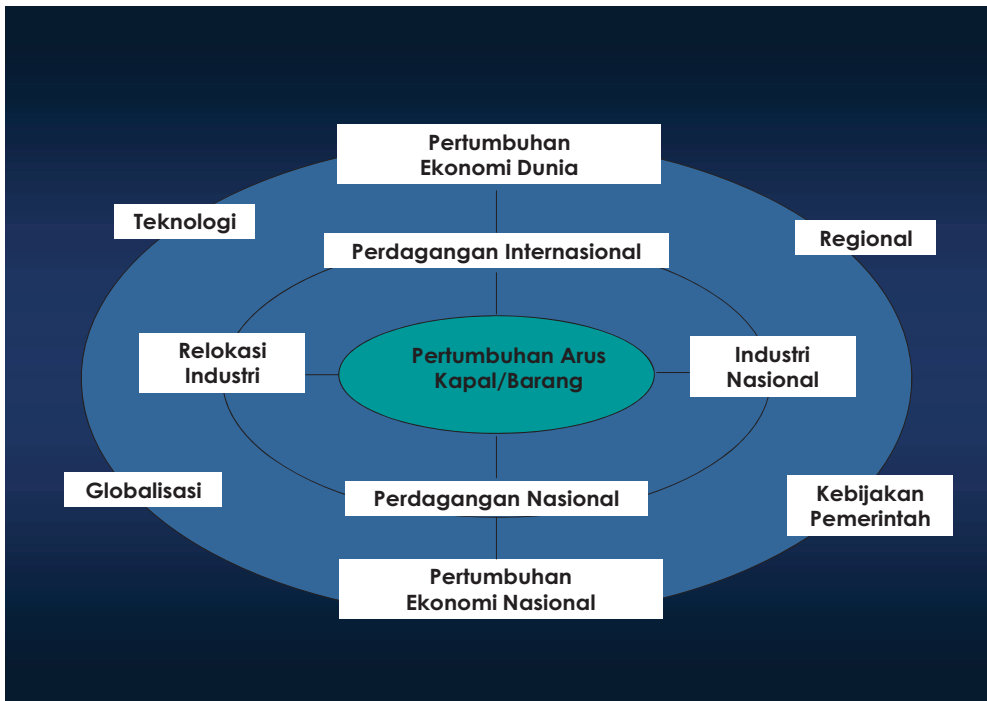 Pertumbuhan
Ekonomi Dunia
Teknologi
Regional
Perdagangan Internasional
Relokasi
Industri
Pertumbuhan Arus
Kapal/Barang
Industri
Nasional
Globalisasi
Perdagangan Nasional
Kebijakan
Pemerintah
Pertumbuhan
Ekonomi Nasional